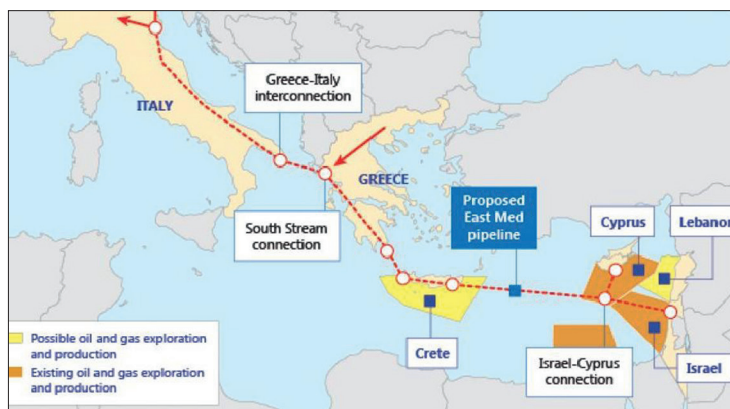 Greece-Italy
interconnection
ITALY
GREECE
South Stream
connection
Proposed
East Med
pipeline
Cyprus
Lebanon
Crete
Israel-Cyprus
connection
Israel
Possible oil and gas exploration
and production
Existing oil and gas exploration
and production